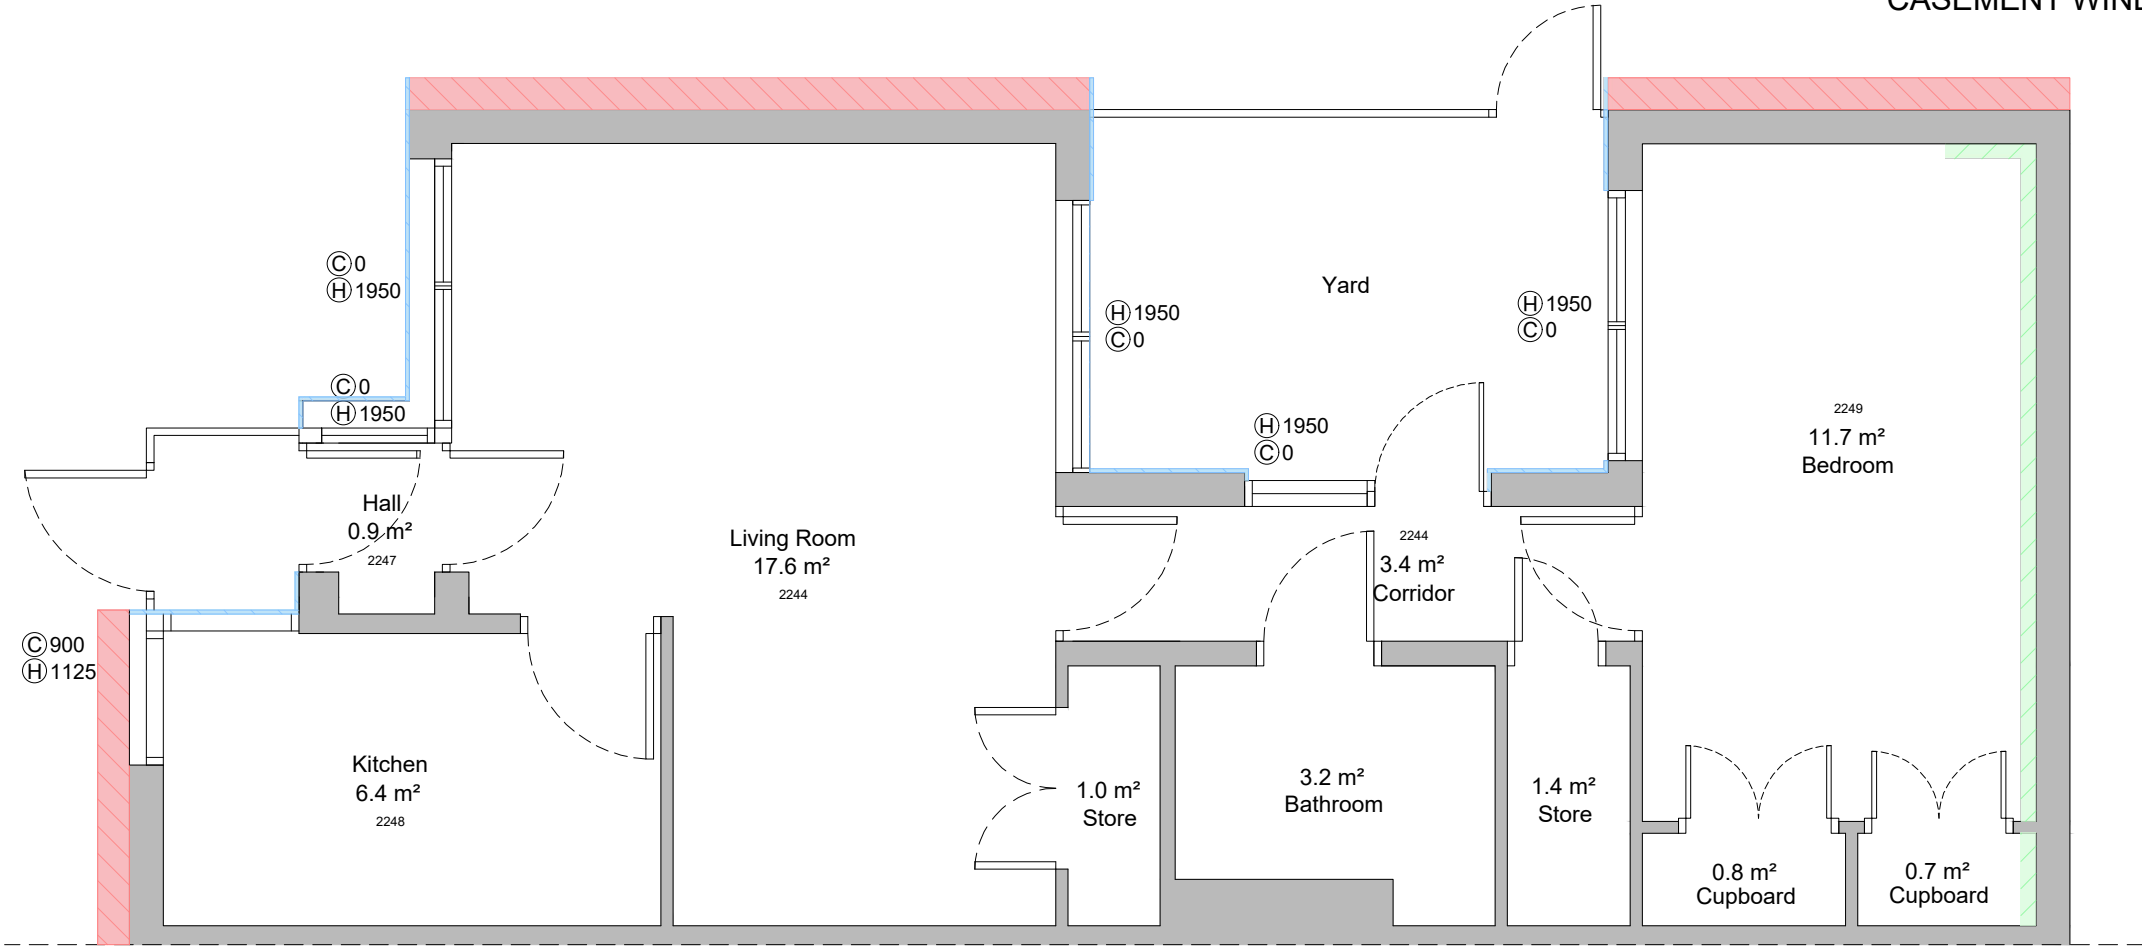 Ⓒ0
Ⓗ1950
Ⓒ0
Ⓗ1950
Hall
0.9 m²
2247
Ⓒ900
Ⓗ1125
Kitchen
6.4 m²
2248
Living Room
17.6 m²
2244
Ⓗ1950
Ⓒ0
Yard
Ⓗ1950
Ⓒ0
Ⓗ1950
Ⓒ0
2244
3.4 m²
Corridor
1.0 m²
Store
3.2 m²
Bathroom
1.4 m²
Store
2249
11.7 m²
Bedroom
0.8 m²
Cupboard
0.7 m²
Cupboard